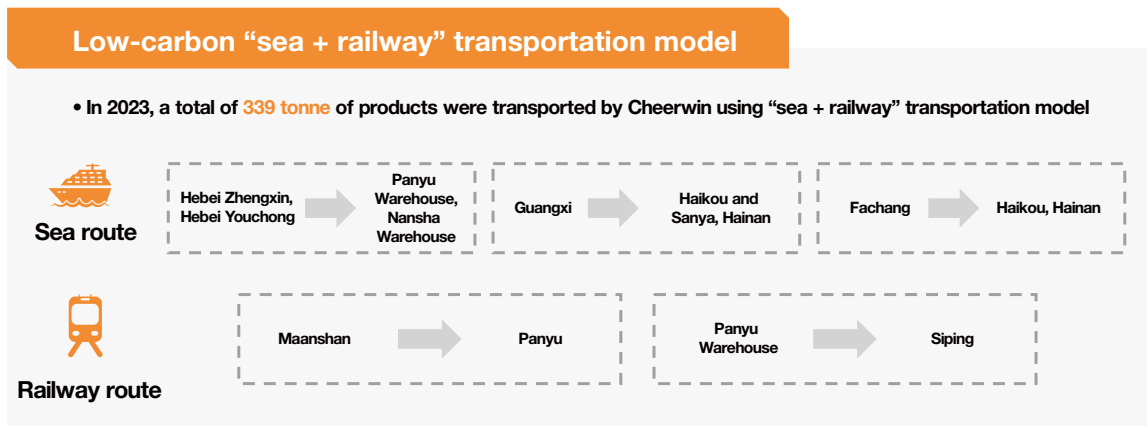 Low-carbon “sea + railway” transportation model
• In 2023, a total of 339 tonne of products were transported by Cheerwin using “sea + railway” transportation model
Sea route
Hebei Zhengxin,
Hebei Youchong
Panyu
Warehouse,
Nansha
Warehouse
Guangxi
Haikou and
Sanya, Hainan
Fachang
Haikou, Hainan
Railway route
Maanshan
Panyu
Panyu
Warehouse
Siping